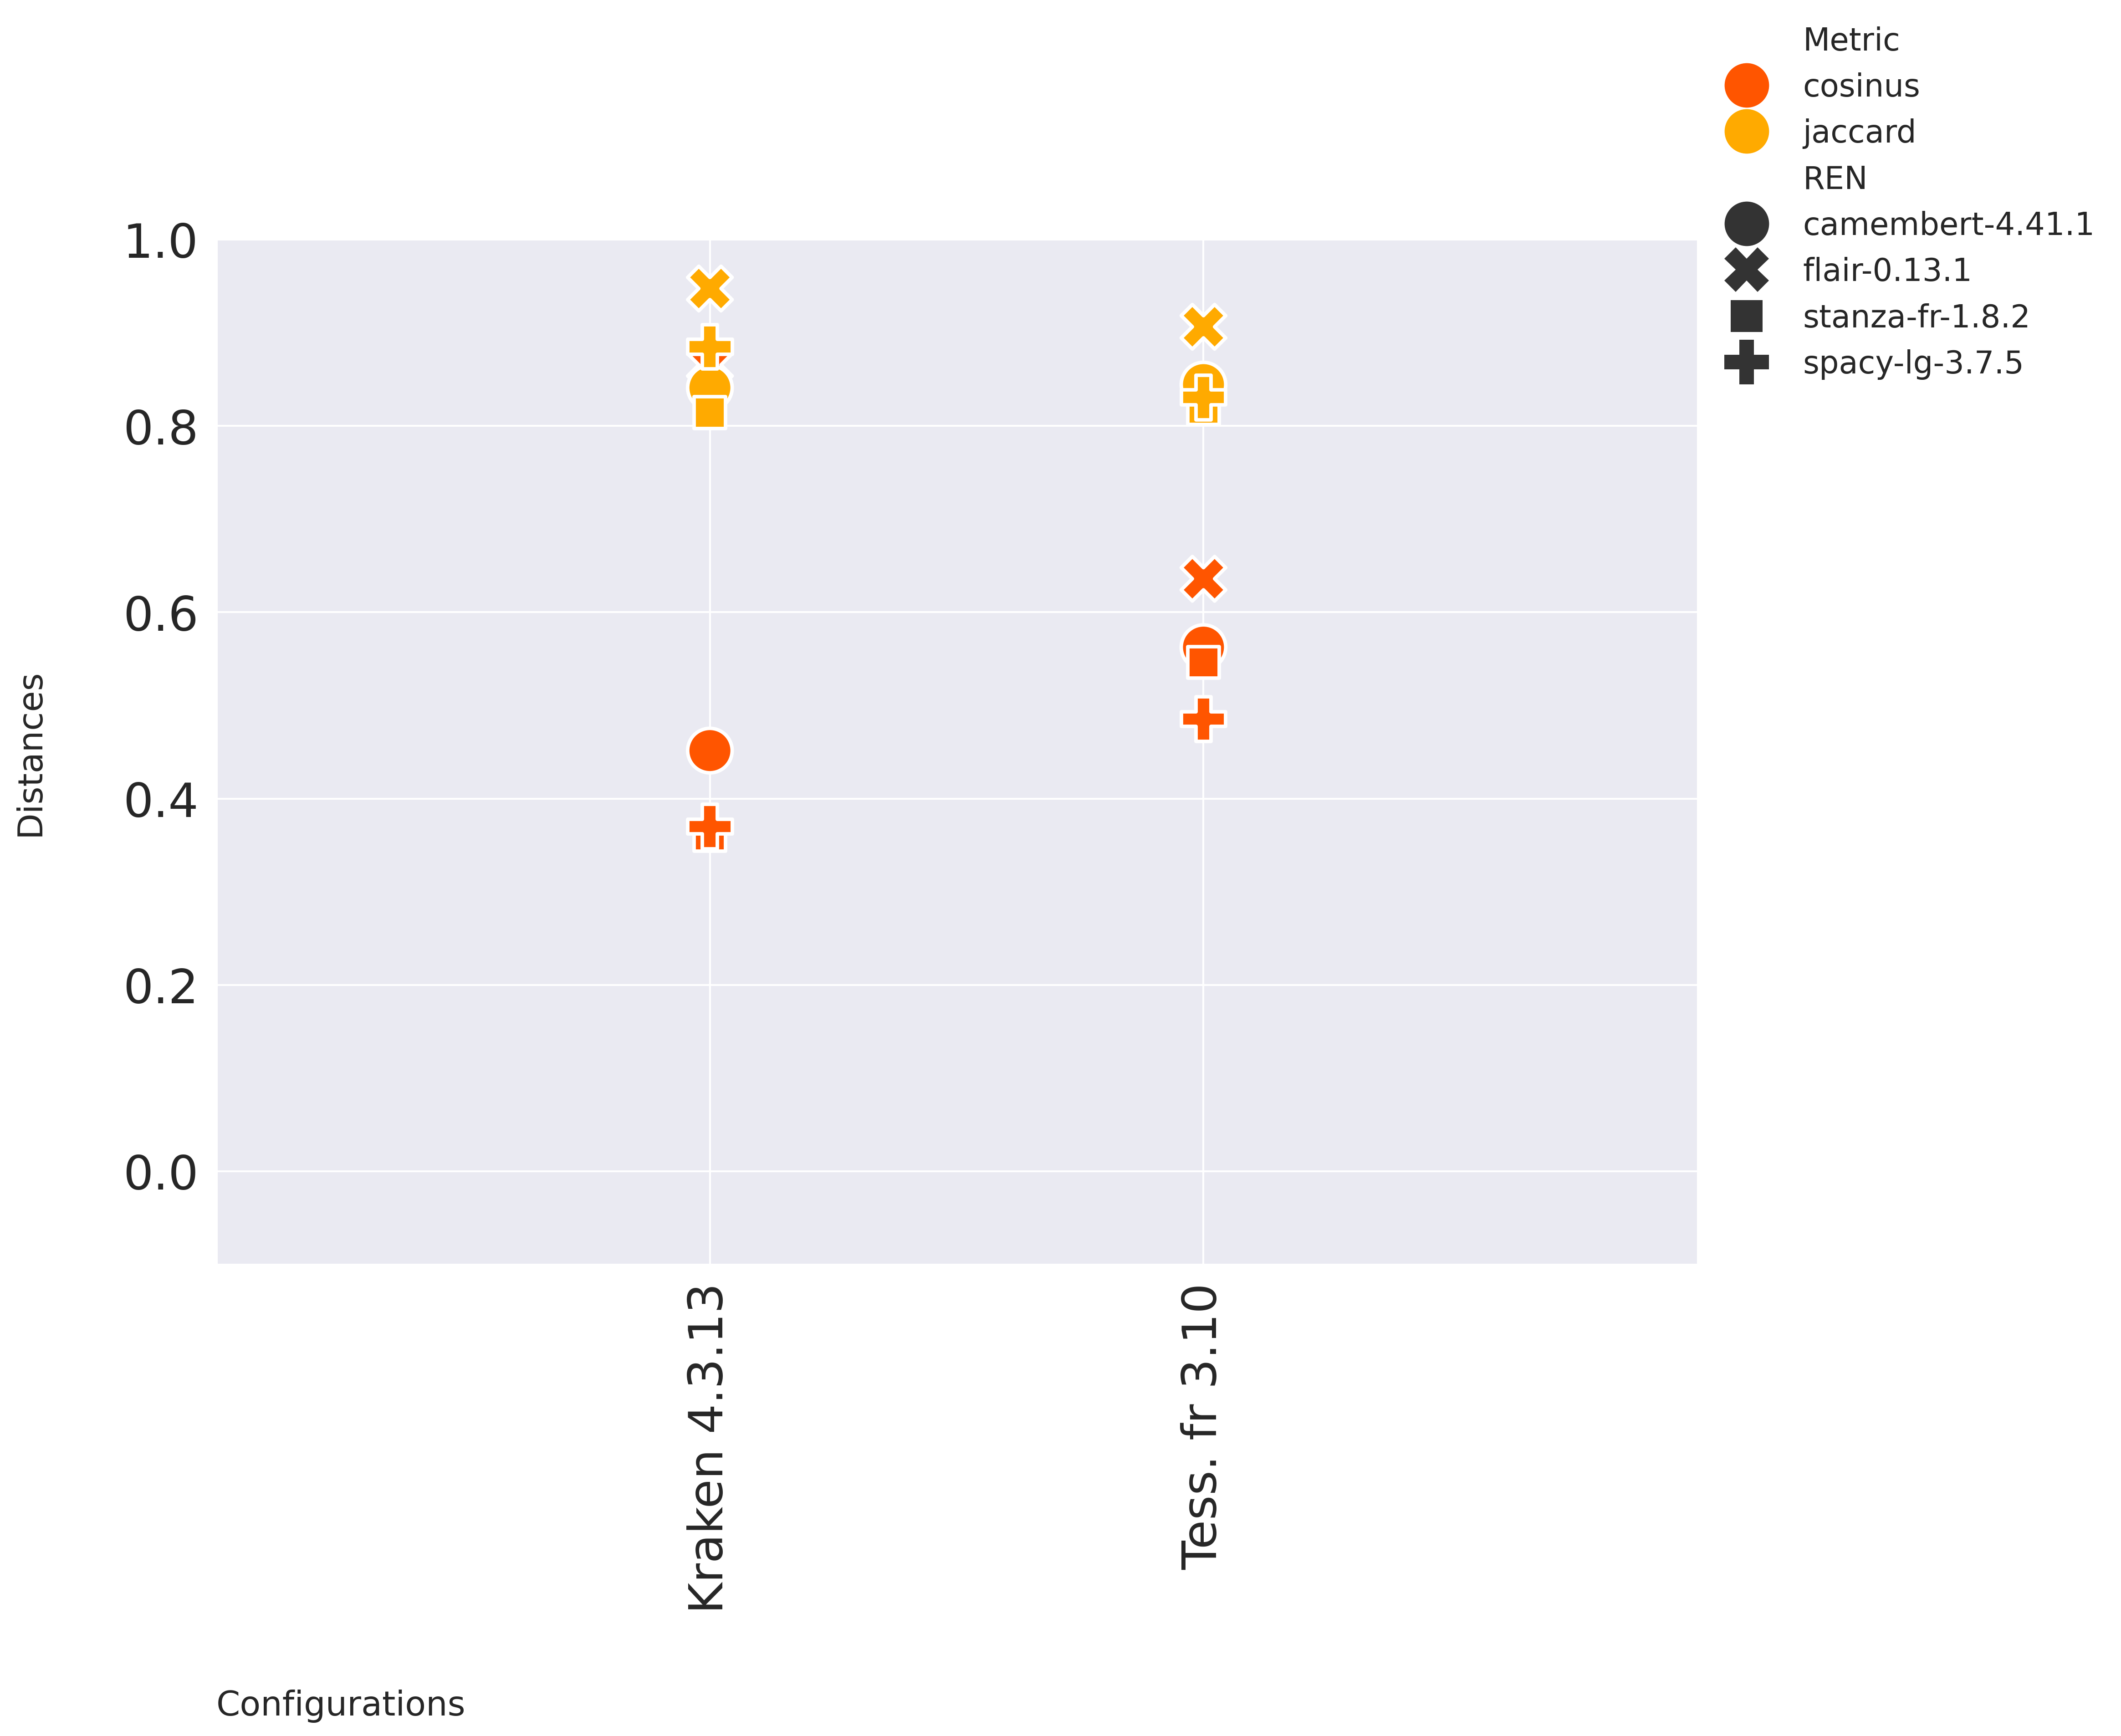 Metric
cosinus
jaccard
REN
camembert-4.41.1
flair-0.13.1
stanza-fr-1.8.2
spacy-lg-3.7.5
1.0
0.8
0.6
0.4
0.2
0.0
Distances
Kraken 4.3.13
Tess. fr 3.10
Configurations